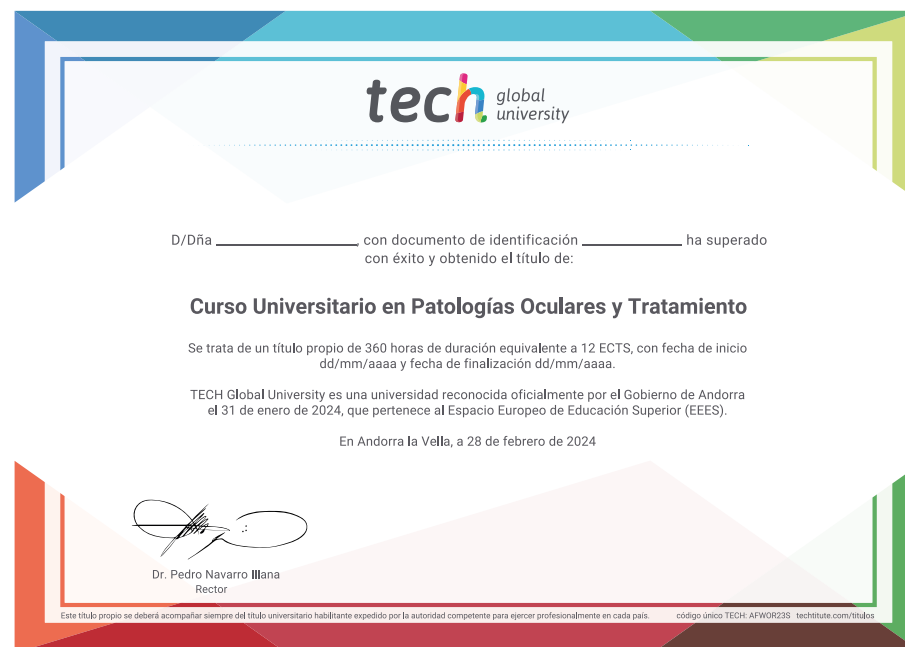 tech global university
D/Dña ______________, con documento de identificación __________ ha superado
con éxito y obtenido el título de:
Curso Universitario en Patologías Oculares y Tratamiento
Se trata de un título propio de 360 horas de duración equivalente a 12 ECTS, con fecha de inicio
dd/mm/aaaa y fecha de finalización dd/mm/aaaa.
TECH Global University es una universidad reconocida oficialmente por el Gobierno de Andorra
el 31 de enero de 2024, que pertenece al Espacio Europeo de Educación Superior (EEES).
En Andorra la Vella, a 28 de febrero de 2024
Dr. Pedro Navarro Illana
Rector
Este título propio se deberá acompañar siempre del título universitario habilitante expedido por la autoridad competente para ejercer profesionalmente en cada país. código único TECH: AFWOR23S techtitute.com/titulos